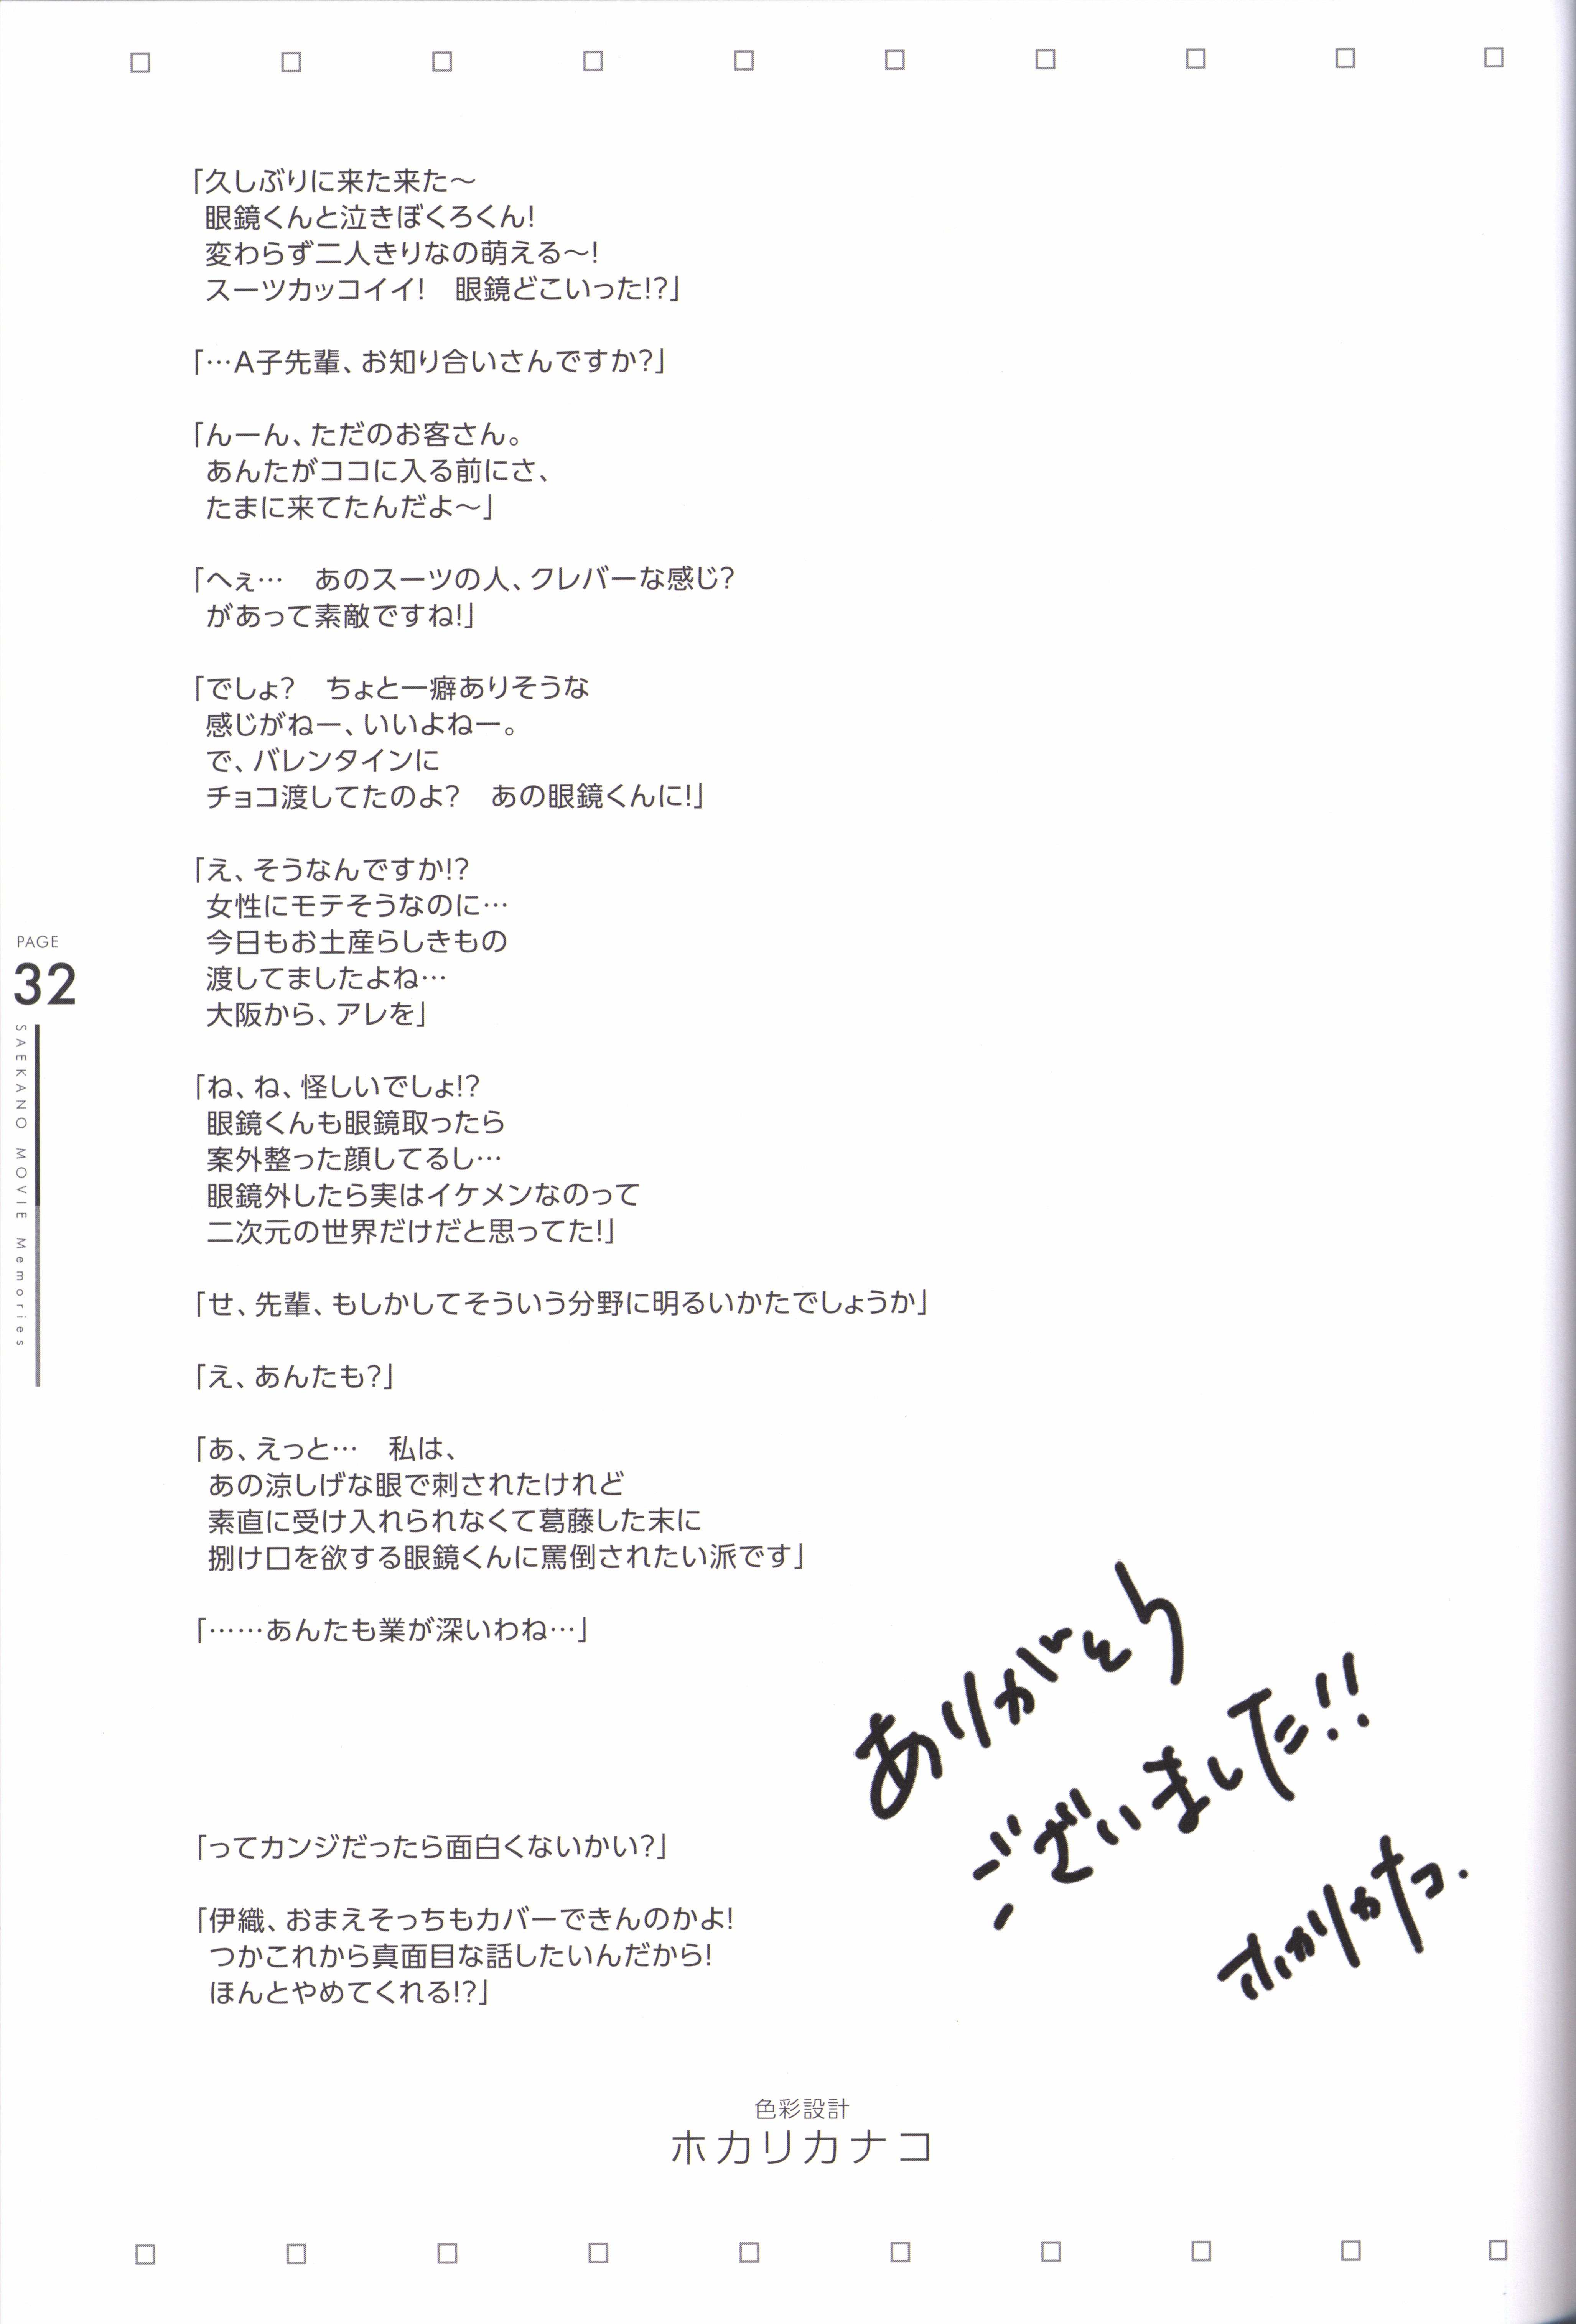 「久しぶりに来た来た～
眼鏡くんと泣きぼくろくん!
変わらず二人きりなの萌える～!
スーツカッコイイ!　眼鏡どこいった!?」
「…A子先輩、お知り合いさんですか?」
「んーん、ただのお客さん。
あんたがココに入る前にさ、
たまに来てたんだよ～」
「へぇ…　あのスーツの人、クレバーな感じ?
があって素敵ですね!」
「でしょ?　ちょと一癖ありそうな
感じがねー、いいよねー。
で、バレンタインに
チョコ渡してたのよ?　あの眼鏡くんに!」
「え、そうなんですか!?
女性にモテそうなのに…
今日もお土産らしきもの
渡してましたよね…
大阪から、アレを」
「ね、ね、怪しいでしょ!?
眼鏡くんも眼鏡取ったら
案外整った顔してるし…
眼鏡外したら実はイケメンなのって
二次元の世界だけだと思ってた!」
「せ、先輩、もしかしてそういう分野に明るいかたでしょうか」
「え、あんたも?」
「あ、えっと…　私は、
あの涼しげな眼で刺されたけれど
素直に受け入れられなくて葛藤した末に
捌け口を欲する眼鏡くんに罵倒されたい派です」
「……あんたも業が深いわね…」
「ってカンジだったら面白くないかい?」
「伊織、おまえそっちもカバーできんのかよ!
つかこれから真面目な話したいんだから!
ほんとやめてくれる!?」
ありがとう
ございました!!
ホカリカナコ.
色彩設計
ホカリカナコ
PAGE
32
SAEKANO MOVIE Memories